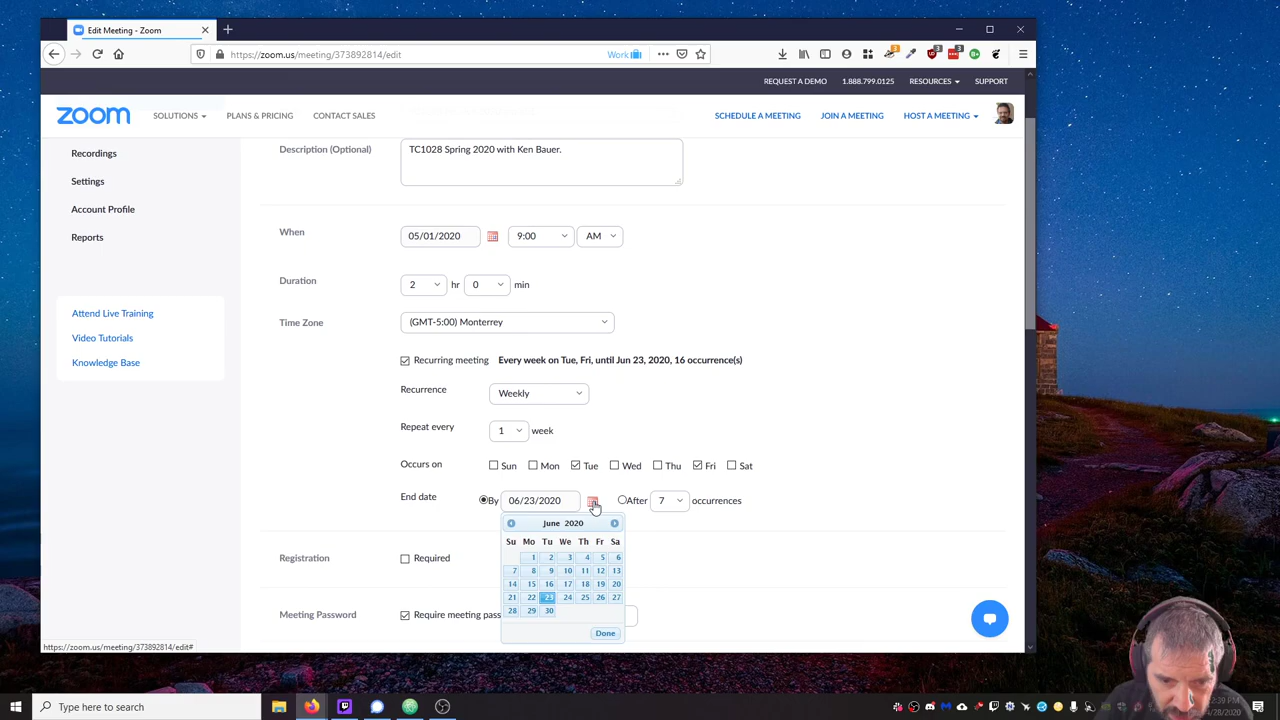 Edit Meeting - Zoom
https://zoom.us/meeting/373892814/edit
Work
REQUEST A DEMO 1.888.799.0125 RESOURCES SUPPORT
zoom SOLUTIONS PLANS & PRICING CONTACT SALES SCHEDULE A MEETING JOIN A MEETING HOST A MEETING
Recordings
Settings
Account Profile
Reports
Attend Live Training
Video Tutorials
Knowledge Base
Description (Optional) TC1028 Spring 2020 with Ken Bauer.
When 05/01/2020 9:00 AM
Duration 2 hr 0 min
Time Zone (GMT-5:00) Monterrey
Recurring meeting Every week on Tue, Fri, until Jun 23, 2020, 16 occurrence(s)
Recurrence Weekly
Repeat every 1 week
Occurs on Sun Mon Tue Wed Thu Fri Sat
End date By 06/23/2020 After 7 occurrences
June 2020
Su Mo Tu We Th Fr Sa
1 2 3 4 5 6
7 8 9 10 11 12 13
14 15 16 17 18 19 20
21 22 23 24 25 26 27
28 29 30
Done
Registration Required
Meeting Password Require meeting pass
https://zoom.us/meeting/373892814/edit#
Type here to search